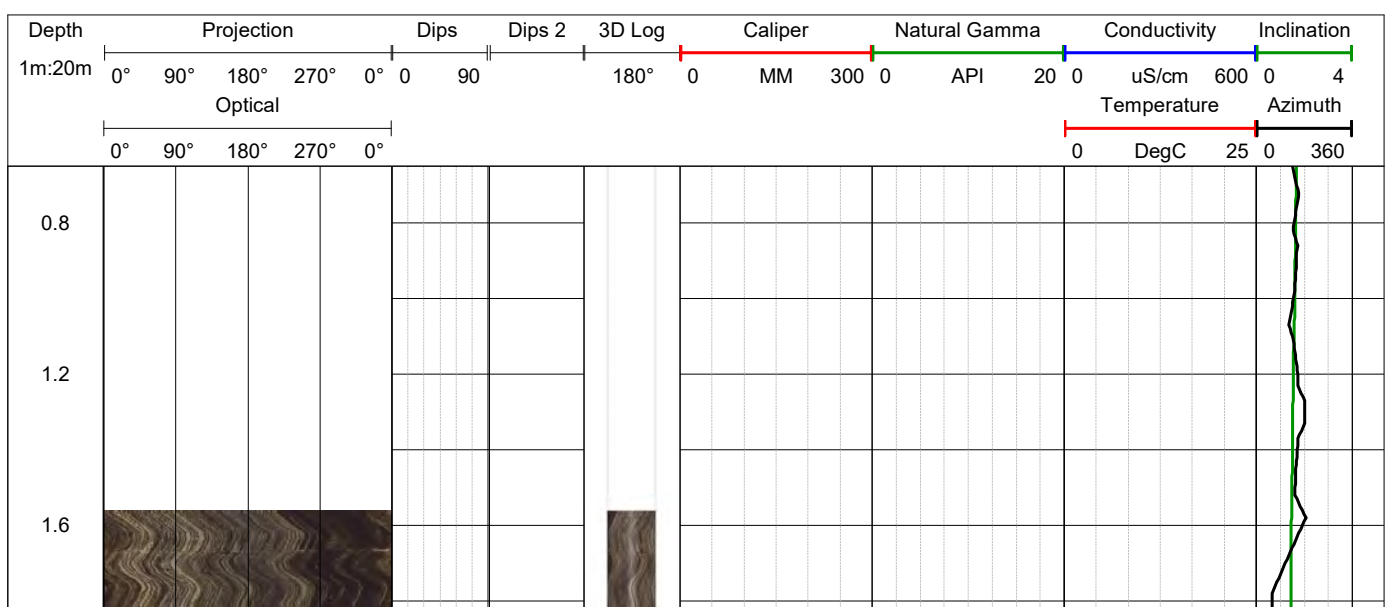 Depth Projection Dips Dips 2 3D Log Caliper Natural Gamma Conductivity Inclination
1m:20m 0° 90° 180° 270° 0° 0 90 180° 0 MM 300 0 API 20 0 uS/cm 600 0 4
Optical Temperature Azimuth
0° 90° 180° 270° 0° 0 DegC 25 0 360
0.8
1.2
1.6